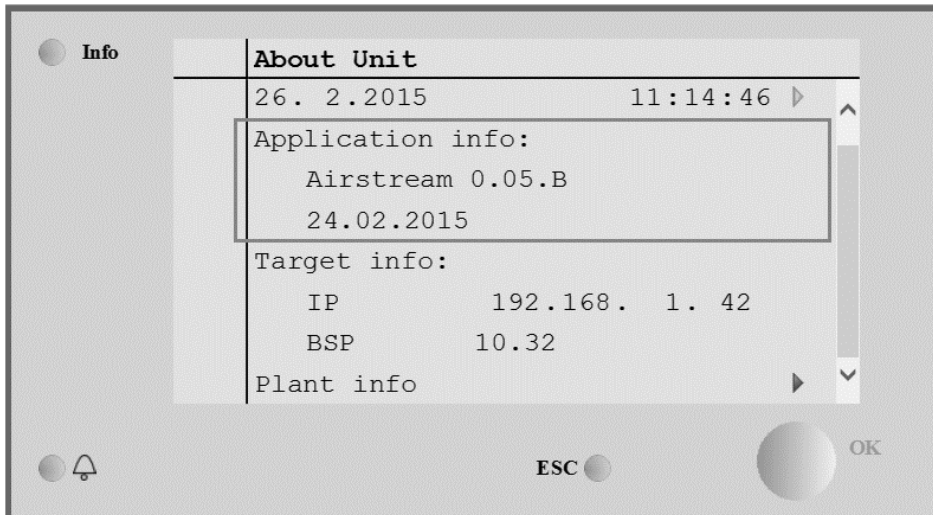 Info
About Unit
26. 2.2015 11:14:46
Application info:
Airstream 0.05.B
24.02.2015
Target info:
IP 192.168. 1. 42
BSP 10.32
Plant info
ESC
OK